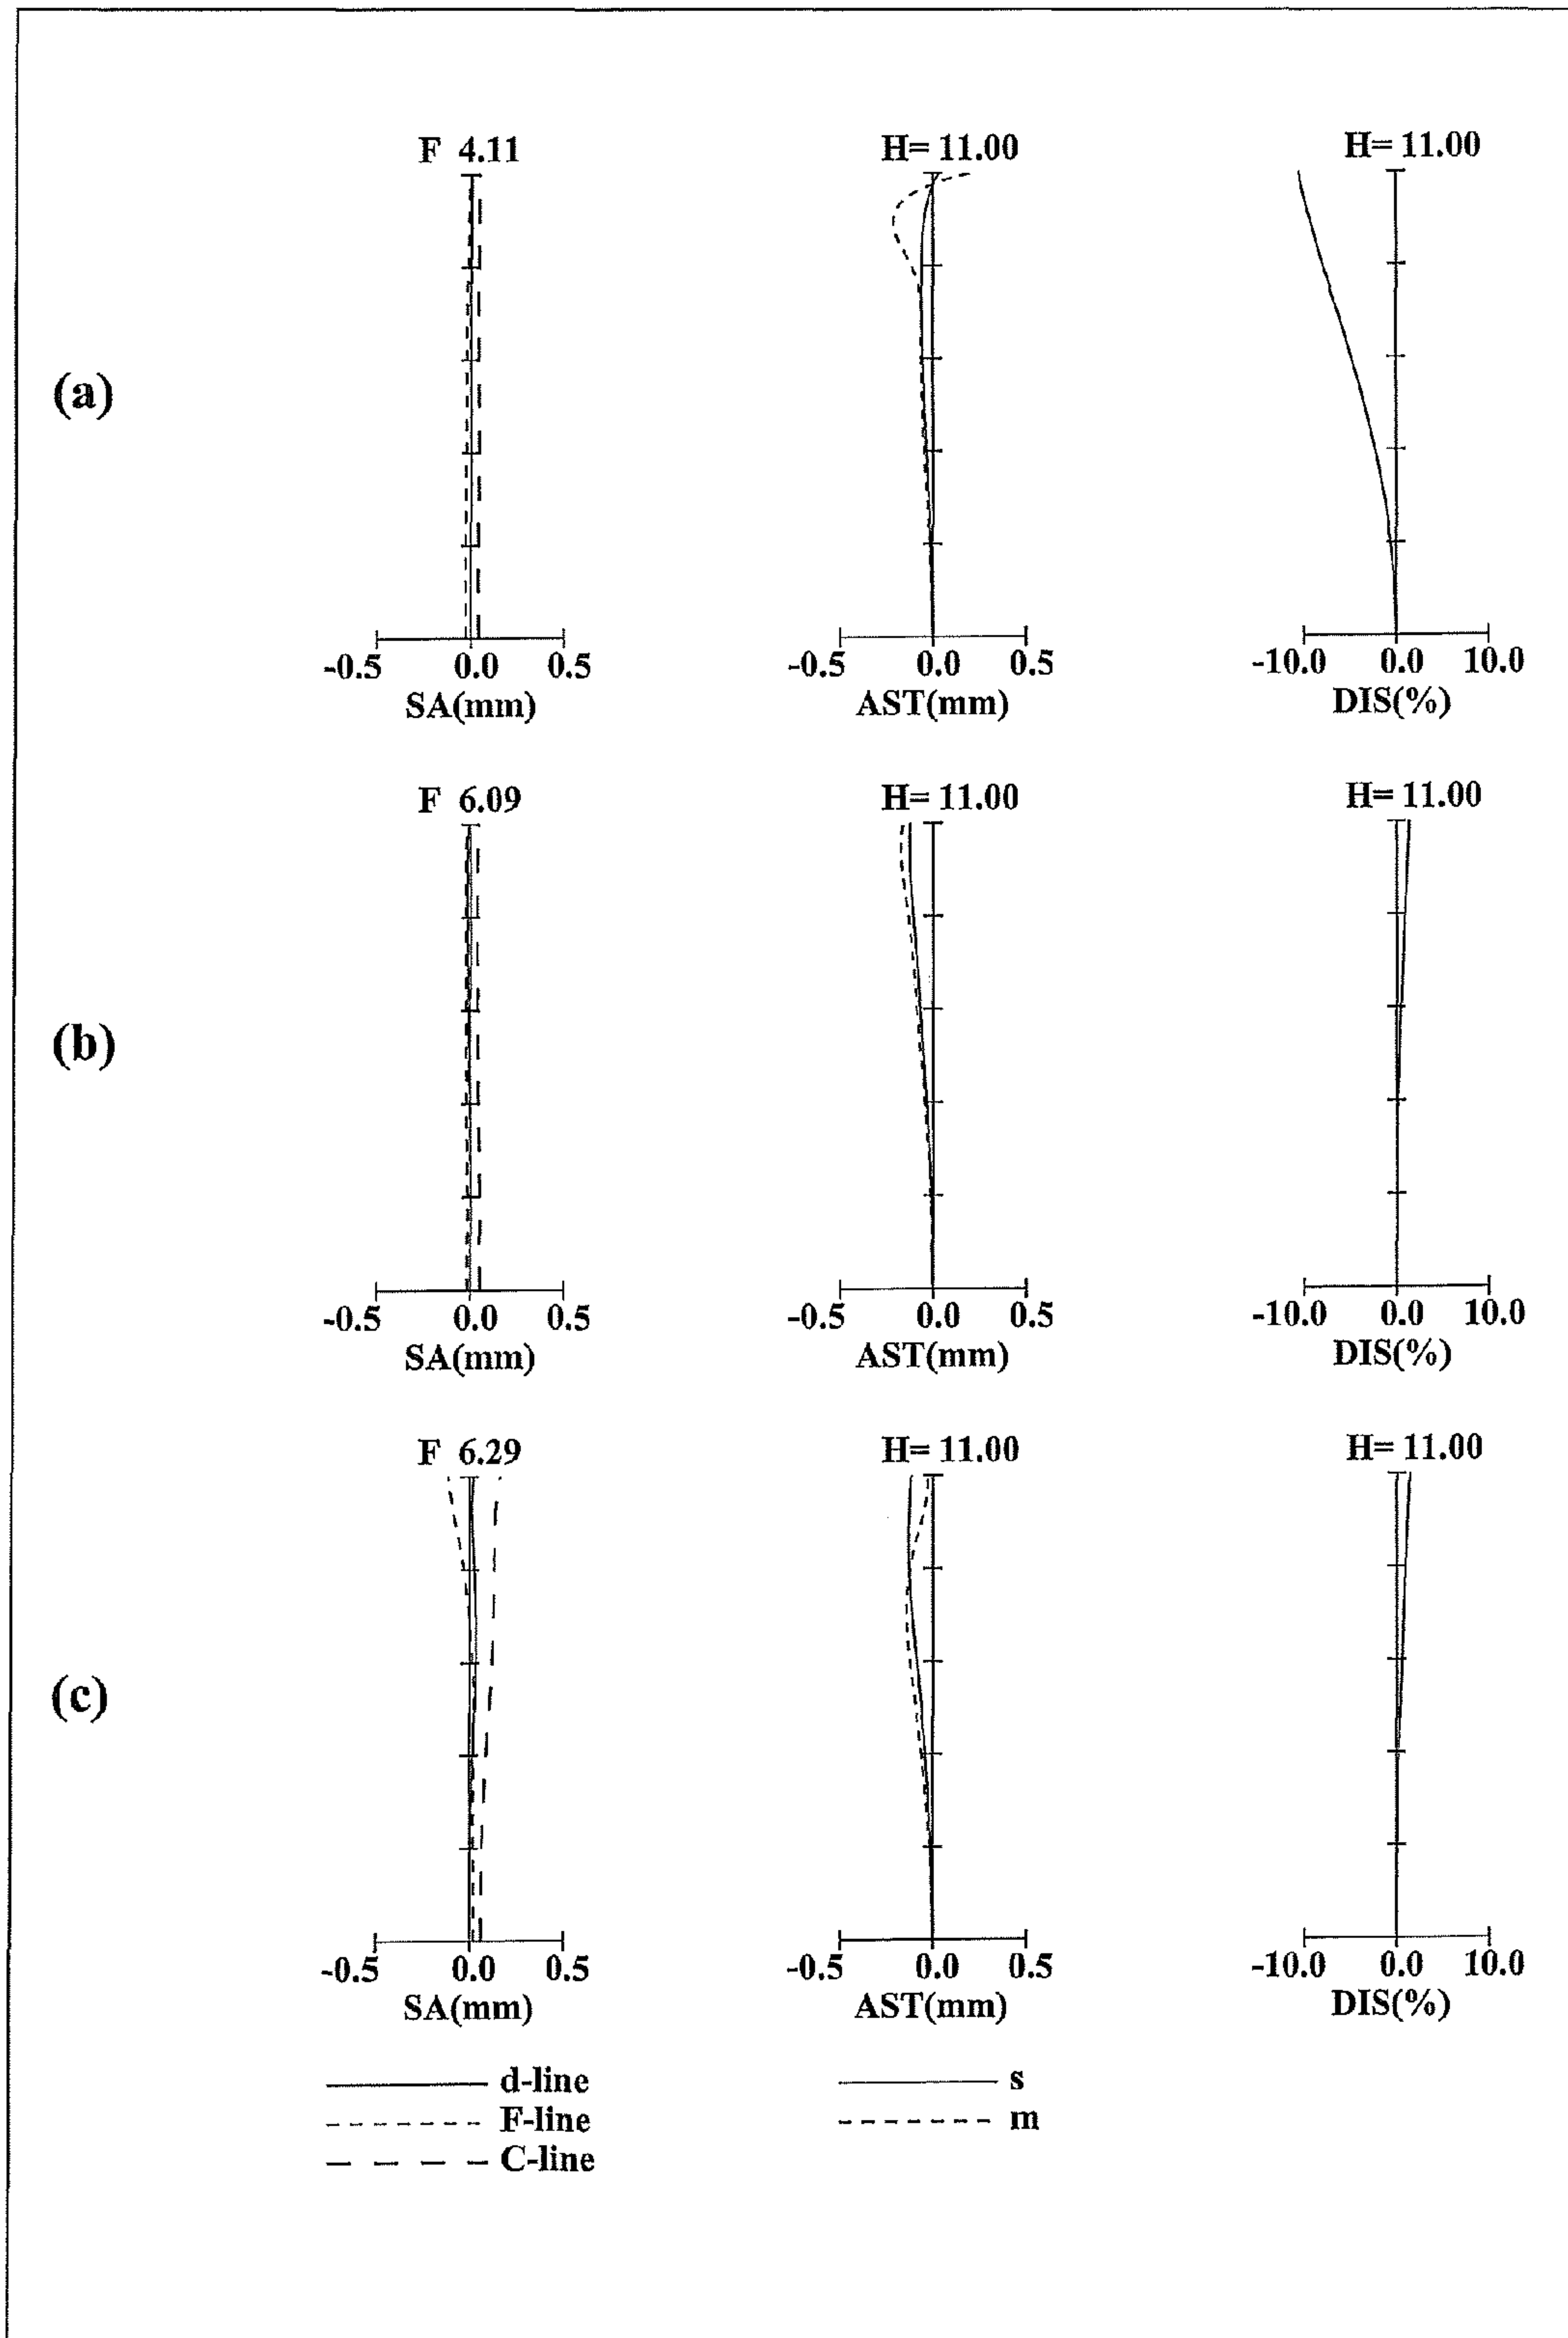 (a)
F 4.11
-0.5 0.0 0.5
SA(mm)
H= 11.00
-0.5 0.0 0.5
AST(mm)
H= 11.00
-10.0 0.0 10.0
DIS(%)
(b)
F 6.09
-0.5 0.0 0.5
SA(mm)
H= 11.00
-0.5 0.0 0.5
AST(mm)
H= 11.00
-10.0 0.0 10.0
DIS(%)
(c)
F 6.29
-0.5 0.0 0.5
SA(mm)
H= 11.00
-0.5 0.0 0.5
AST(mm)
H= 11.00
-10.0 0.0 10.0
DIS(%)
d-line
F-line
C-line
s
m